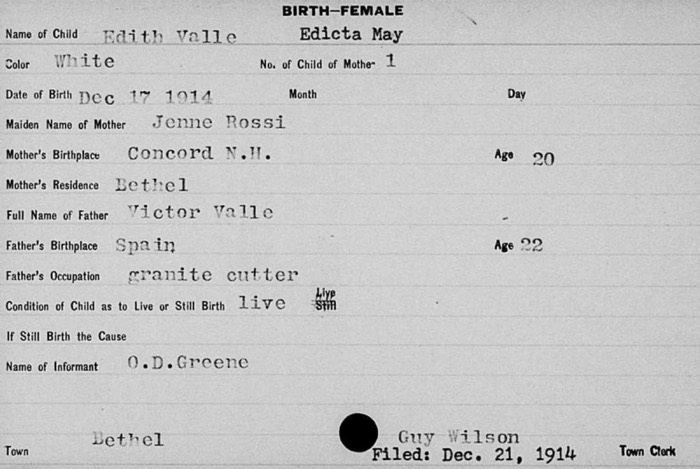 BIRTH—FEMALE
Name of Child Edith Valle Edicta May
Color White No. of Child of Mother 1
Date of Birth Dec 17 1914 Month Day
Maiden Name of Mother Jenne Rossi
Mother's Birthplace Concord N.H. Age 20
Mother's Residence Bethel
Full Name of Father Victor Valle
Father's Birthplace Spain Age 22
Father's Occupation granite cutter
Condition of Child as to Live or Still Birth live Live
Still
If Still Birth the Cause
Name of Informant O.D.Greene
Bethel Guy Wilson
Town Filed: Dec. 21, 1914 Town Clerk